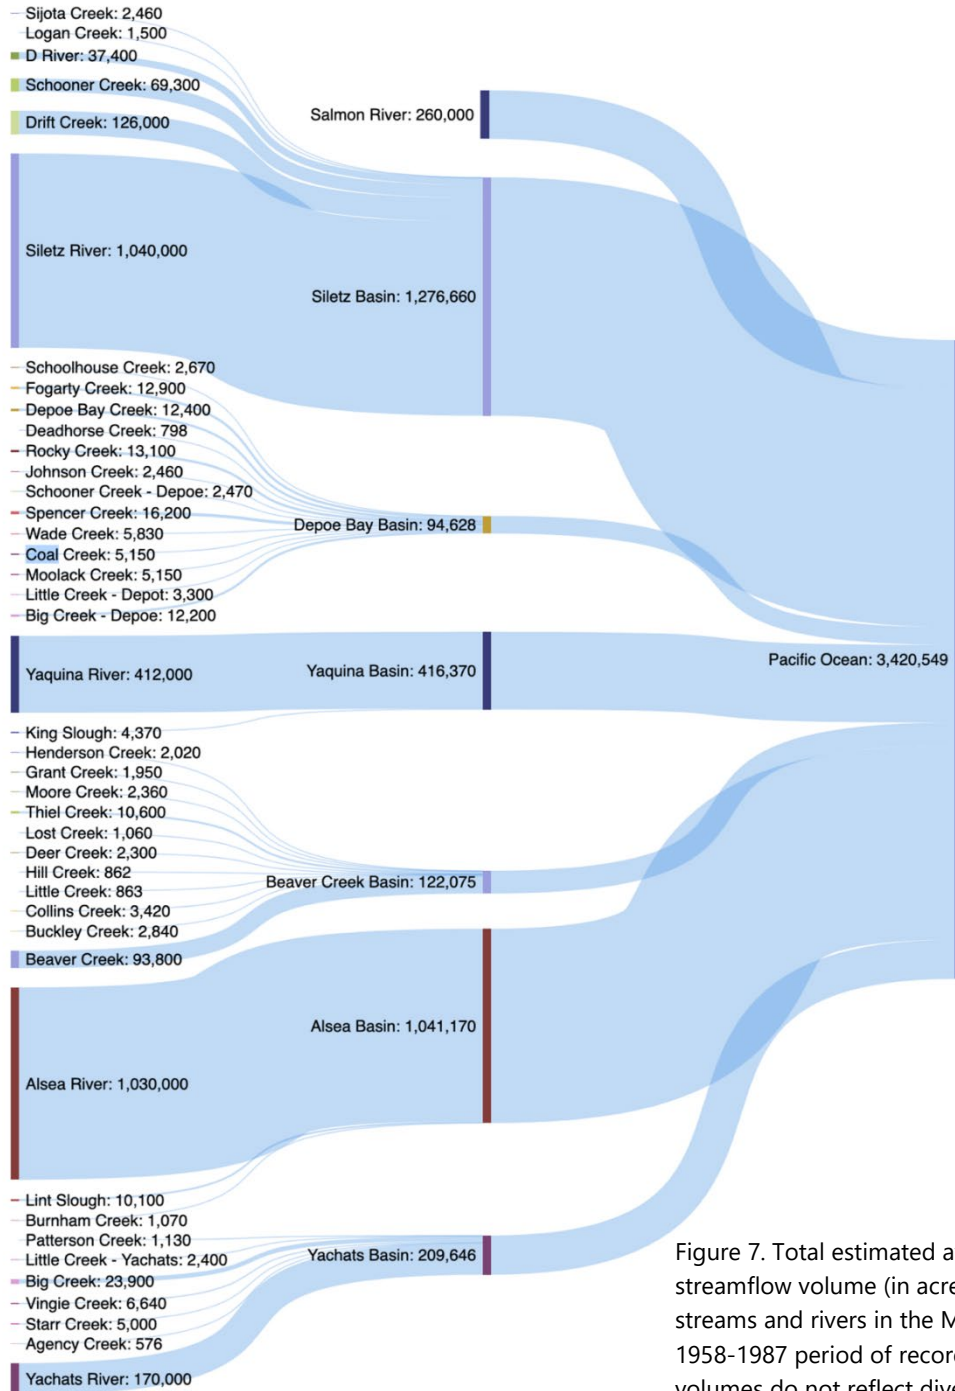 Sijota Creek: 2,460
Logan Creek: 1,500
D River: 37,400
Schooner Creek: 69,300
Drift Creek: 126,000
Siletz River: 1,040,000
Schoolhouse Creek: 2,670
Fogarty Creek: 12,900
Depoe Bay Creek: 12,400
Deadhorse Creek: 798
Rocky Creek: 13,100
Johnson Creek: 2,460
Schooner Creek - Depoe: 2,470
Spencer Creek: 16,200
Wade Creek: 5,830
Coal Creek: 5,150
Moolack Creek: 5,150
Little Creek - Depot: 3,300
Big Creek - Depoe: 12,200
Yaquina River: 412,000
King Slough: 4,370
Henderson Creek: 2,020
Grant Creek: 1,950
Moore Creek: 2,360
Thiel Creek: 10,600
Lost Creek: 1,060
Deer Creek: 2,300
Hill Creek: 862
Little Creek: 863
Collins Creek: 3,420
Buckley Creek: 2,840
Beaver Creek: 93,800
Alsea River: 1,030,000
Lint Slough: 10,100
Burnham Creek: 1,070
Patterson Creek: 1,130
Little Creek - Yachats: 2,400
Big Creek: 23,900
Vingie Creek: 6,640
Starr Creek: 5,000
Agency Creek: 576
Yachats River: 170,000
Salmon River: 260,000
Siletz Basin: 1,276,660
Depoe Bay Basin: 94,628
Yaquina Basin: 416,370
Beaver Creek Basin: 122,075
Alsea Basin: 1,041,170
Yachats Basin: 209,646
Pacific Ocean: 3,420,549
Figure 7. Total estimated a
streamflow volume (in acre
streams and rivers in the M
1958-1987 period of recor
volumes do not reflect dive